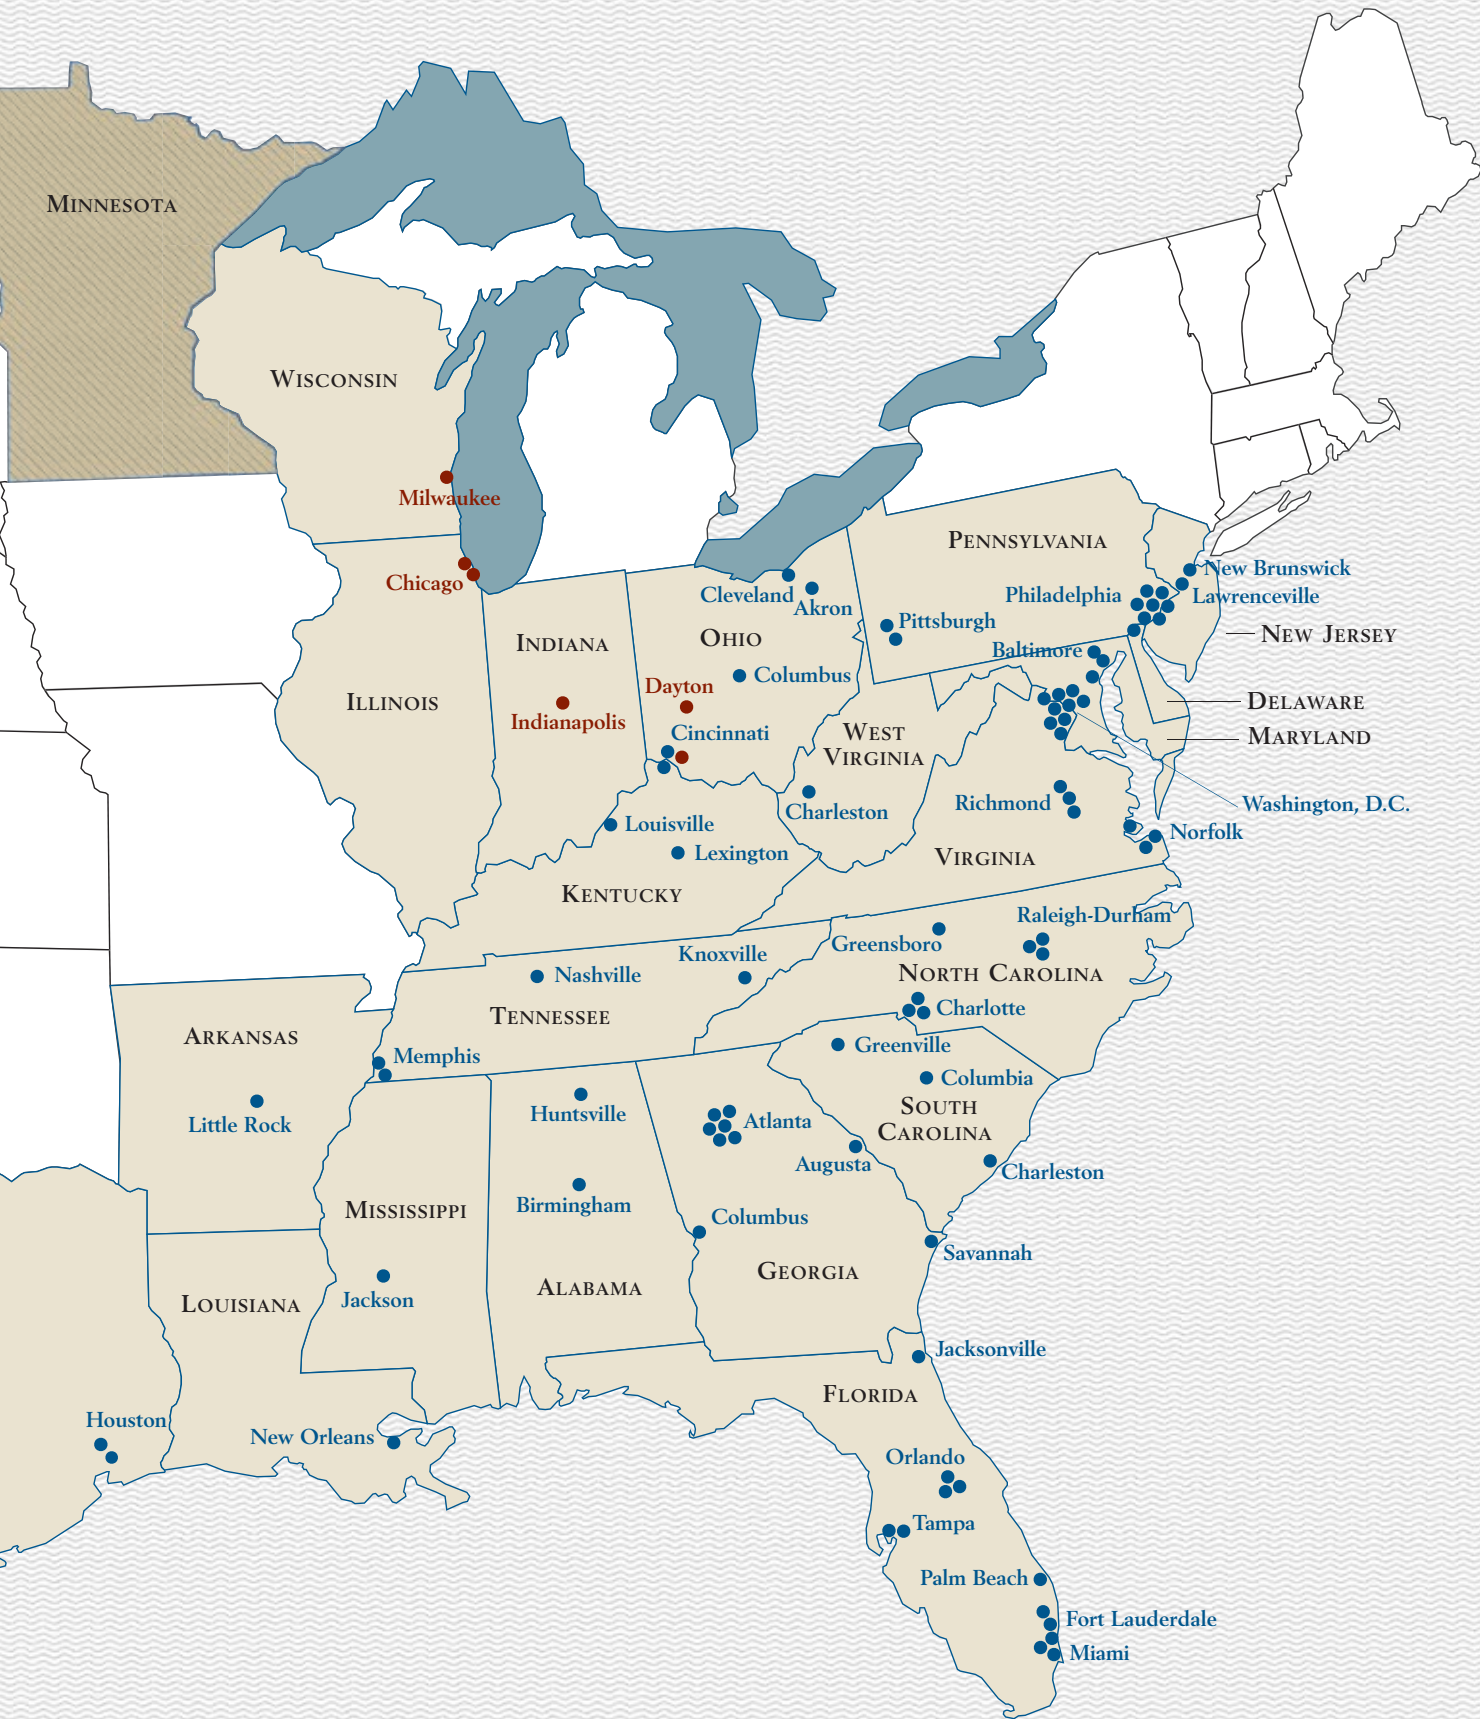 Minnesota
Wisconsin
Milwaukee
Pennsylvania
New Brunswick
Chicago
Cleveland
Philadelphia
Lawrenceville
Akron
Pittsburgh
New Jersey
Indiana
Ohio
Baltimore
Columbus
Dayton
Illinois
Delaware
Indianapolis
Cincinnati
West
Virginia
Maryland
Richmond
Washington, D.C.
Charleston
Louisville
Norfolk
Lexington
Virginia
Kentucky
Raleigh-Durham
Greensboro
Knoxville
Nashville
North Carolina
Tennessee
Charlotte
Arkansas
Greenville
Memphis
Columbia
South
Carolina
Huntsville
Atlanta
Little Rock
Augusta
Charleston
Birmingham
Mississippi
Columbus
Savannah
Georgia
Alabama
Jackson
Louisiana
Jacksonville
Florida
Houston
New Orleans
Orlando
Tampa
Palm Beach
Fort Lauderdale
Miami